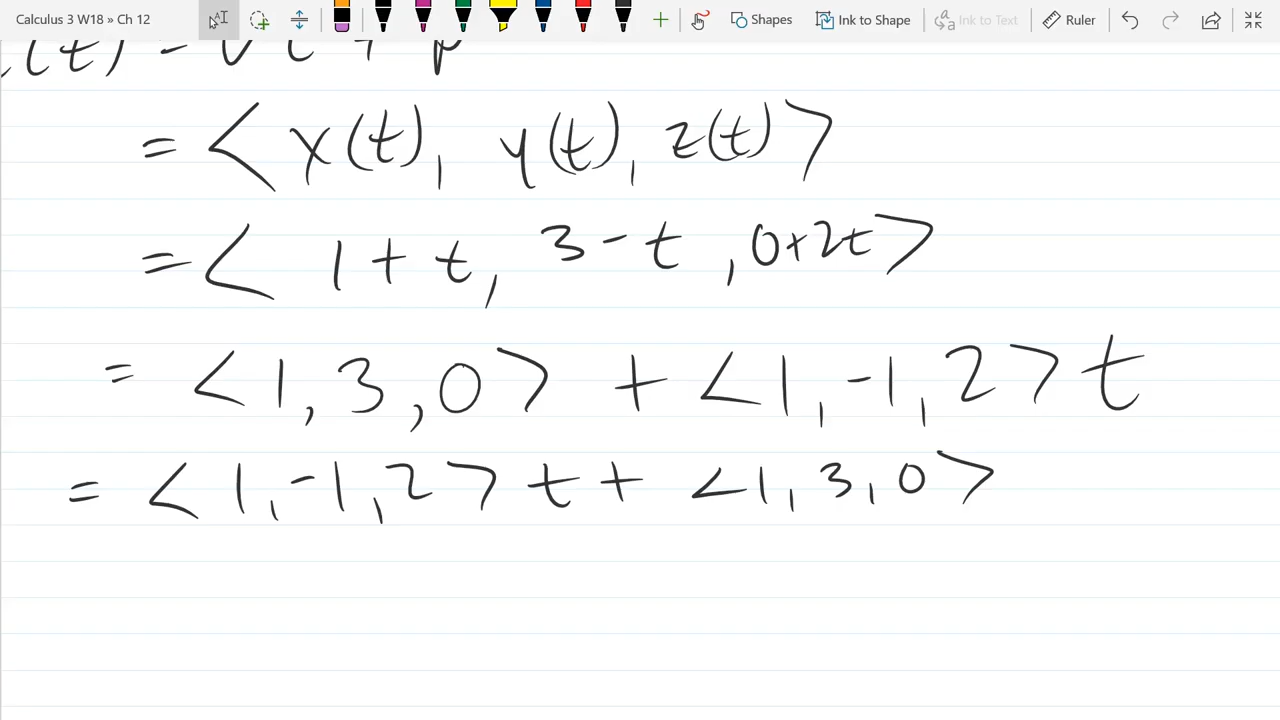 Calculus 3 W18 » Ch 12 Shapes Ink to Shape Ink to Text Ruler
(t) = vt + p
= < x(t), y(t), z(t) >
= < 1 + t, 3 - t, 0+2t >
= < 1, 3, 0 > + < 1, -1, 2 > t
= < 1, -1, 2 > t + < 1, 3, 0 >